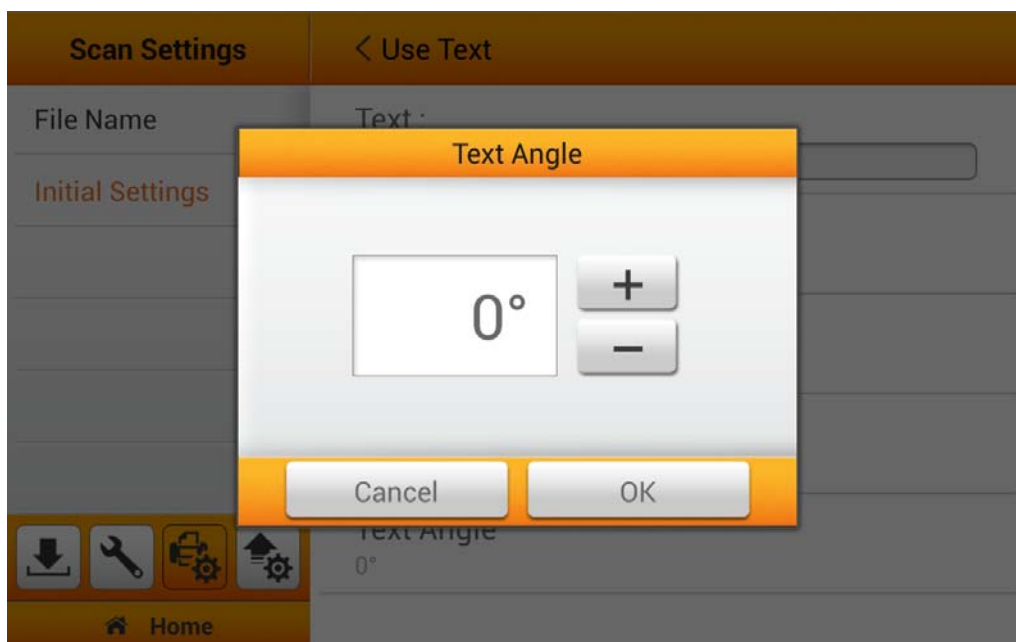 Scan Settings
< Use Text
File Name
Initial Settings
Text :
Text Angle
0°
+
−
Cancel
OK
Text Angle
0°
Home